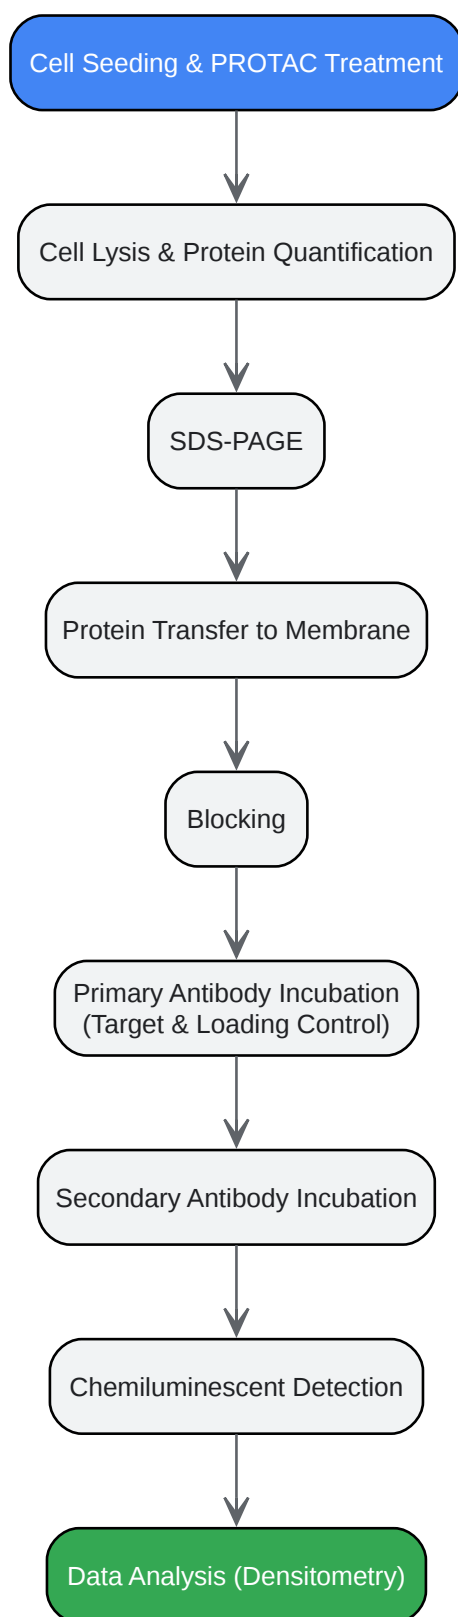 Cell Seeding & PROTAC Treatment
Cell Lysis & Protein Quantification
SDS-PAGE
Protein Transfer to Membrane
Blocking
Primary Antibody Incubation
(Target & Loading Control)
Secondary Antibody Incubation
Chemiluminescent Detection
Data Analysis (Densitometry)